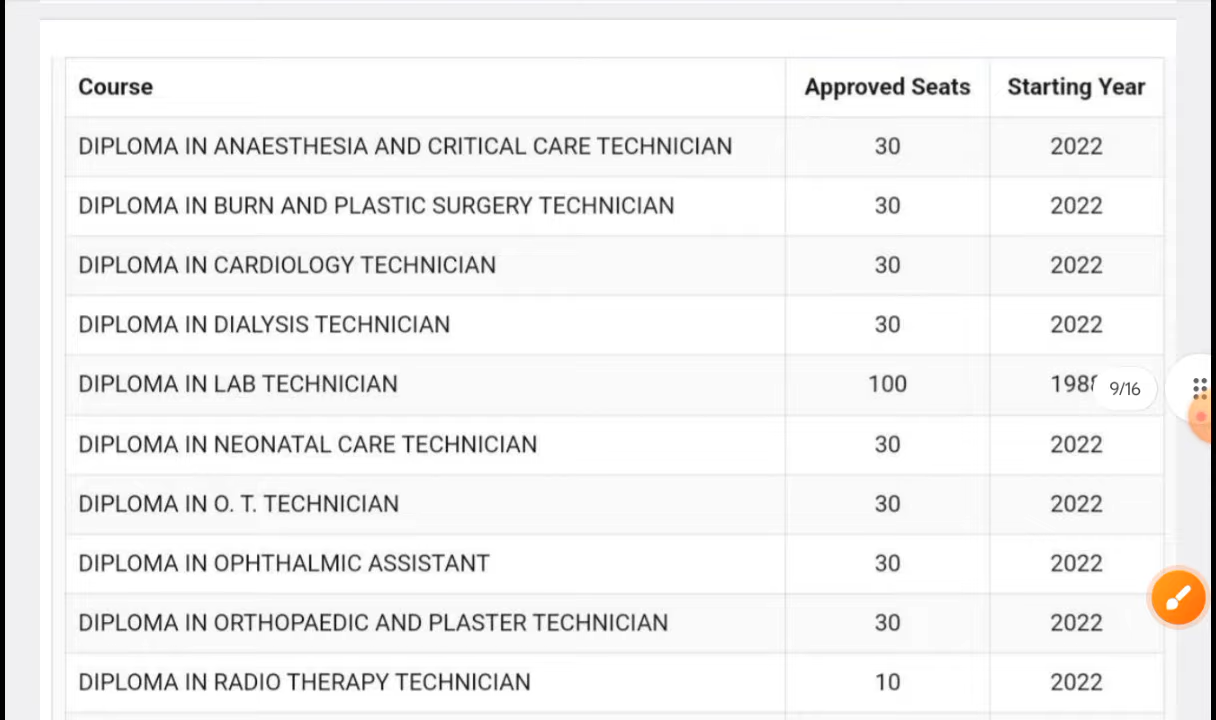 Course Approved Seats Starting Year
DIPLOMA IN ANAESTHESIA AND CRITICAL CARE TECHNICIAN 30 2022
DIPLOMA IN BURN AND PLASTIC SURGERY TECHNICIAN 30 2022
DIPLOMA IN CARDIOLOGY TECHNICIAN 30 2022
DIPLOMA IN DIALYSIS TECHNICIAN 30 2022
DIPLOMA IN LAB TECHNICIAN 100 1988
9/16
DIPLOMA IN NEONATAL CARE TECHNICIAN 30 2022
DIPLOMA IN O. T. TECHNICIAN 30 2022
DIPLOMA IN OPHTHALMIC ASSISTANT 30 2022
DIPLOMA IN ORTHOPAEDIC AND PLASTER TECHNICIAN 30 2022
DIPLOMA IN RADIO THERAPY TECHNICIAN 10 2022